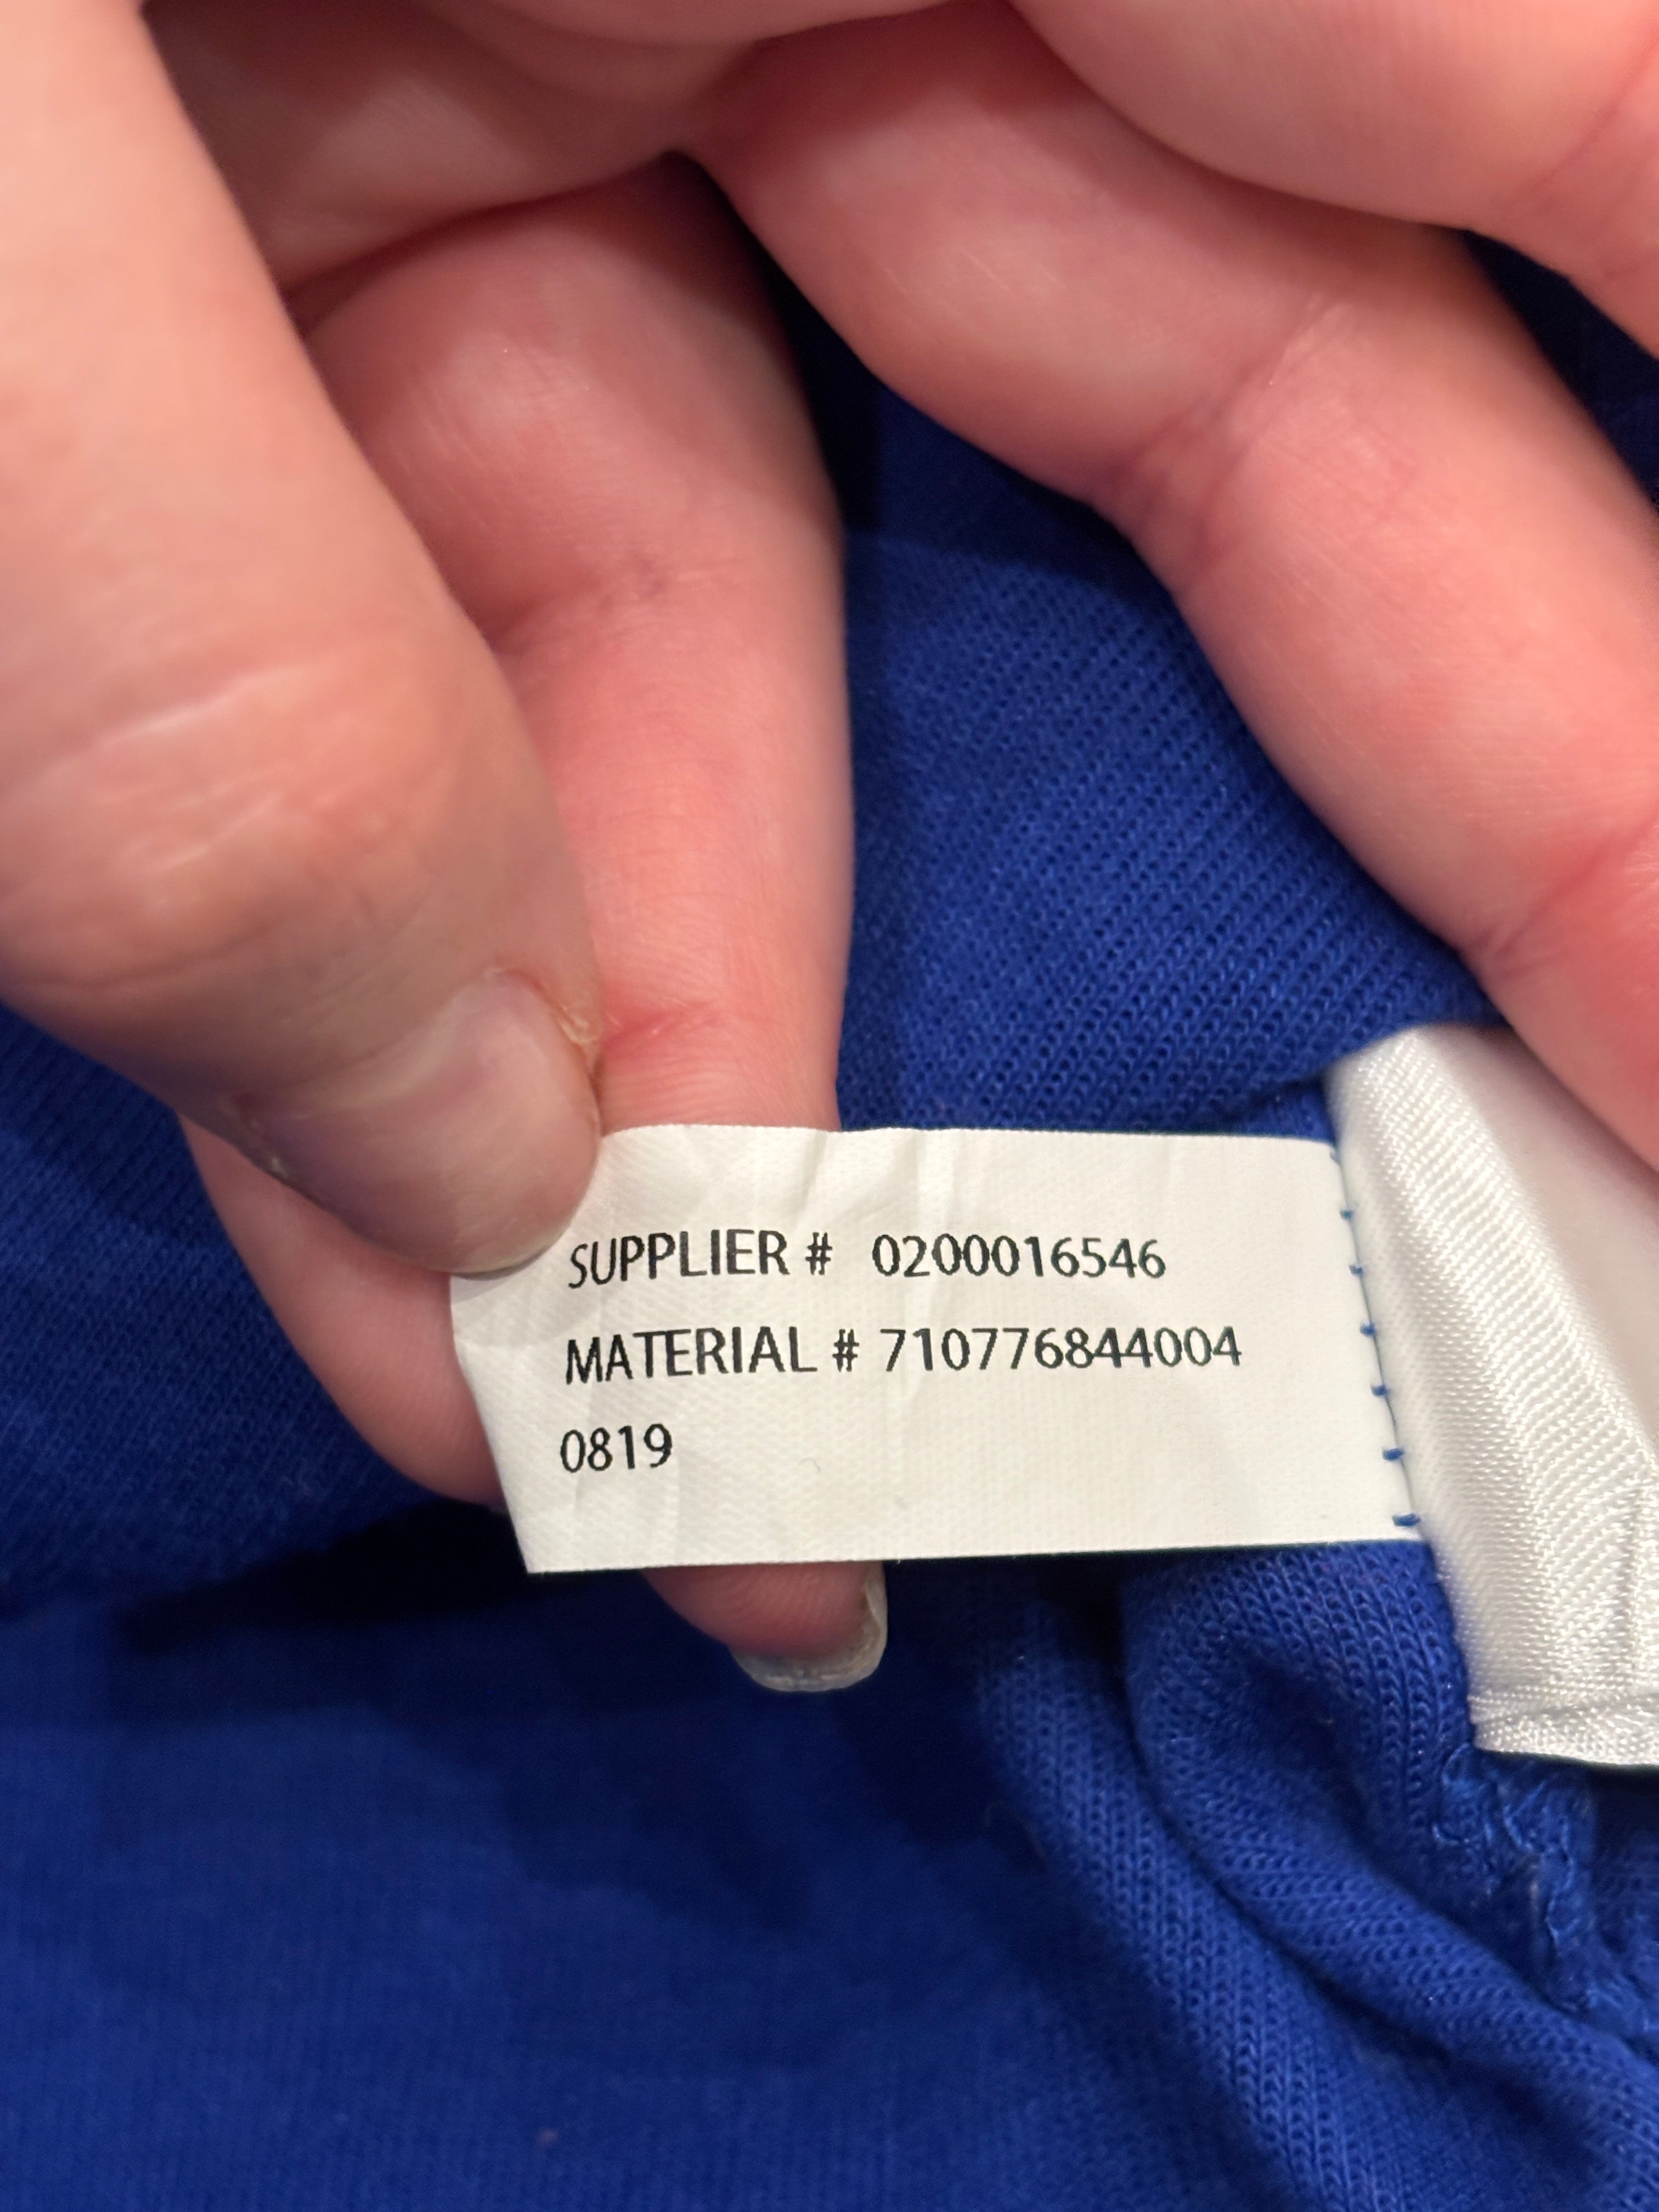 SUPPLIER # 0200016546
MATERIAL # 710776844004
0819